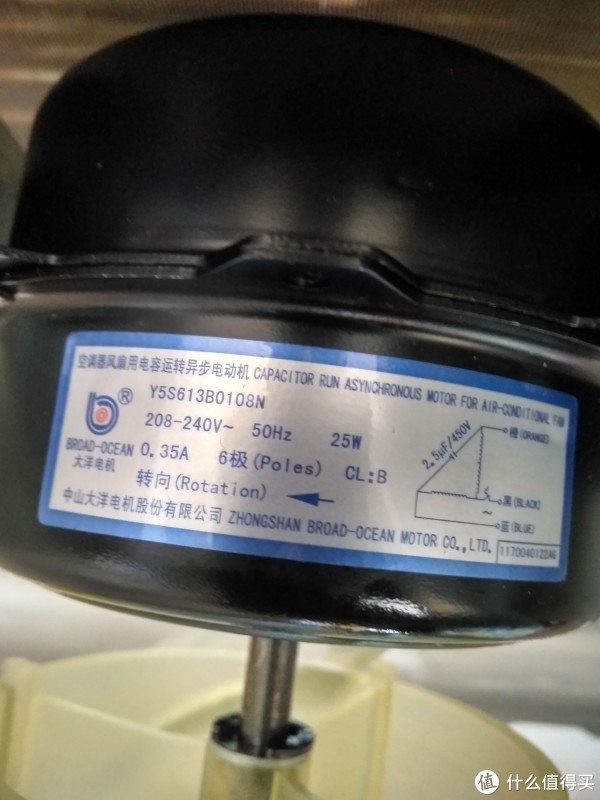 空调器风扇用电容运转异步电动机 CAPACITOR RUN ASYNCHRONOUS MOTOR FOR AIR-CONDITIONAL FAN
®
Y5S613B0108N
208-240V~ 50Hz 25W
BROAD-OCEAN
大洋电机
0.35A 6极(Poles) CL:B
转向(Rotation)
2.5μF/450V
橙(ORANGE)
黑(BLACK)
蓝(BLUE)
中山大洋电机股份有限公司 ZHONGSHAN BROAD-OCEAN MOTOR CO.,LTD.
值 什么值得买